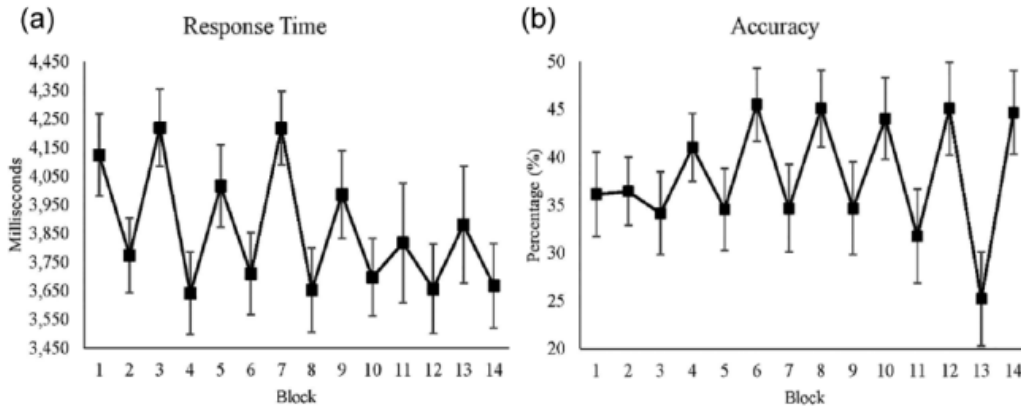 (a)
Response Time
Milliseconds
4,450
4,350
4,250
4,150
4,050
3,950
3,850
3,750
3,650
3,550
3,450
1 2 3 4 5 6 7 8 9 10 11 12 13 14
Block
(b)
Accuracy
Percentage (%)
50
45
40
35
30
25
20
1 2 3 4 5 6 7 8 9 10 11 12 13 14
Block